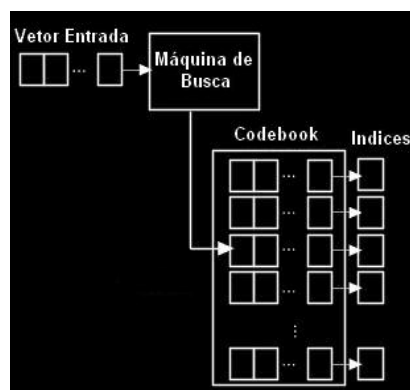 Vetor Entrada
Máquina de
Busca
Codebook
Indices